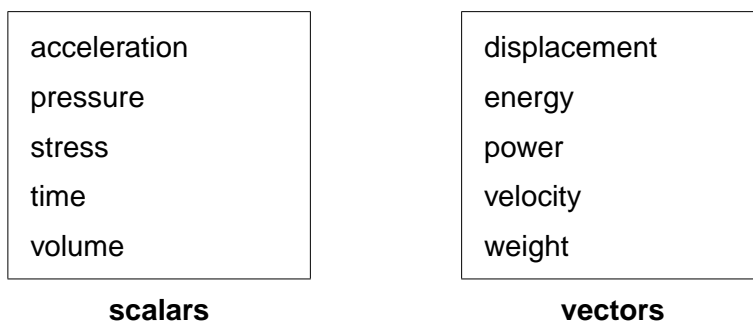 acceleration
pressure
stress
time
volume
scalars
displacement
energy
power
velocity
weight
vectors